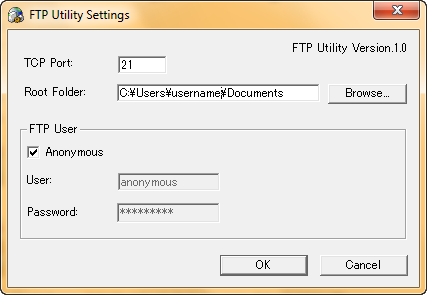 FTP Utility Settings
FTP Utility Version.1.0
TCP Port: 21
Root Folder: C:¥Users¥username¥Documents Browse...
FTP User
Anonymous
User: anonymous
Password: *********
OK Cancel